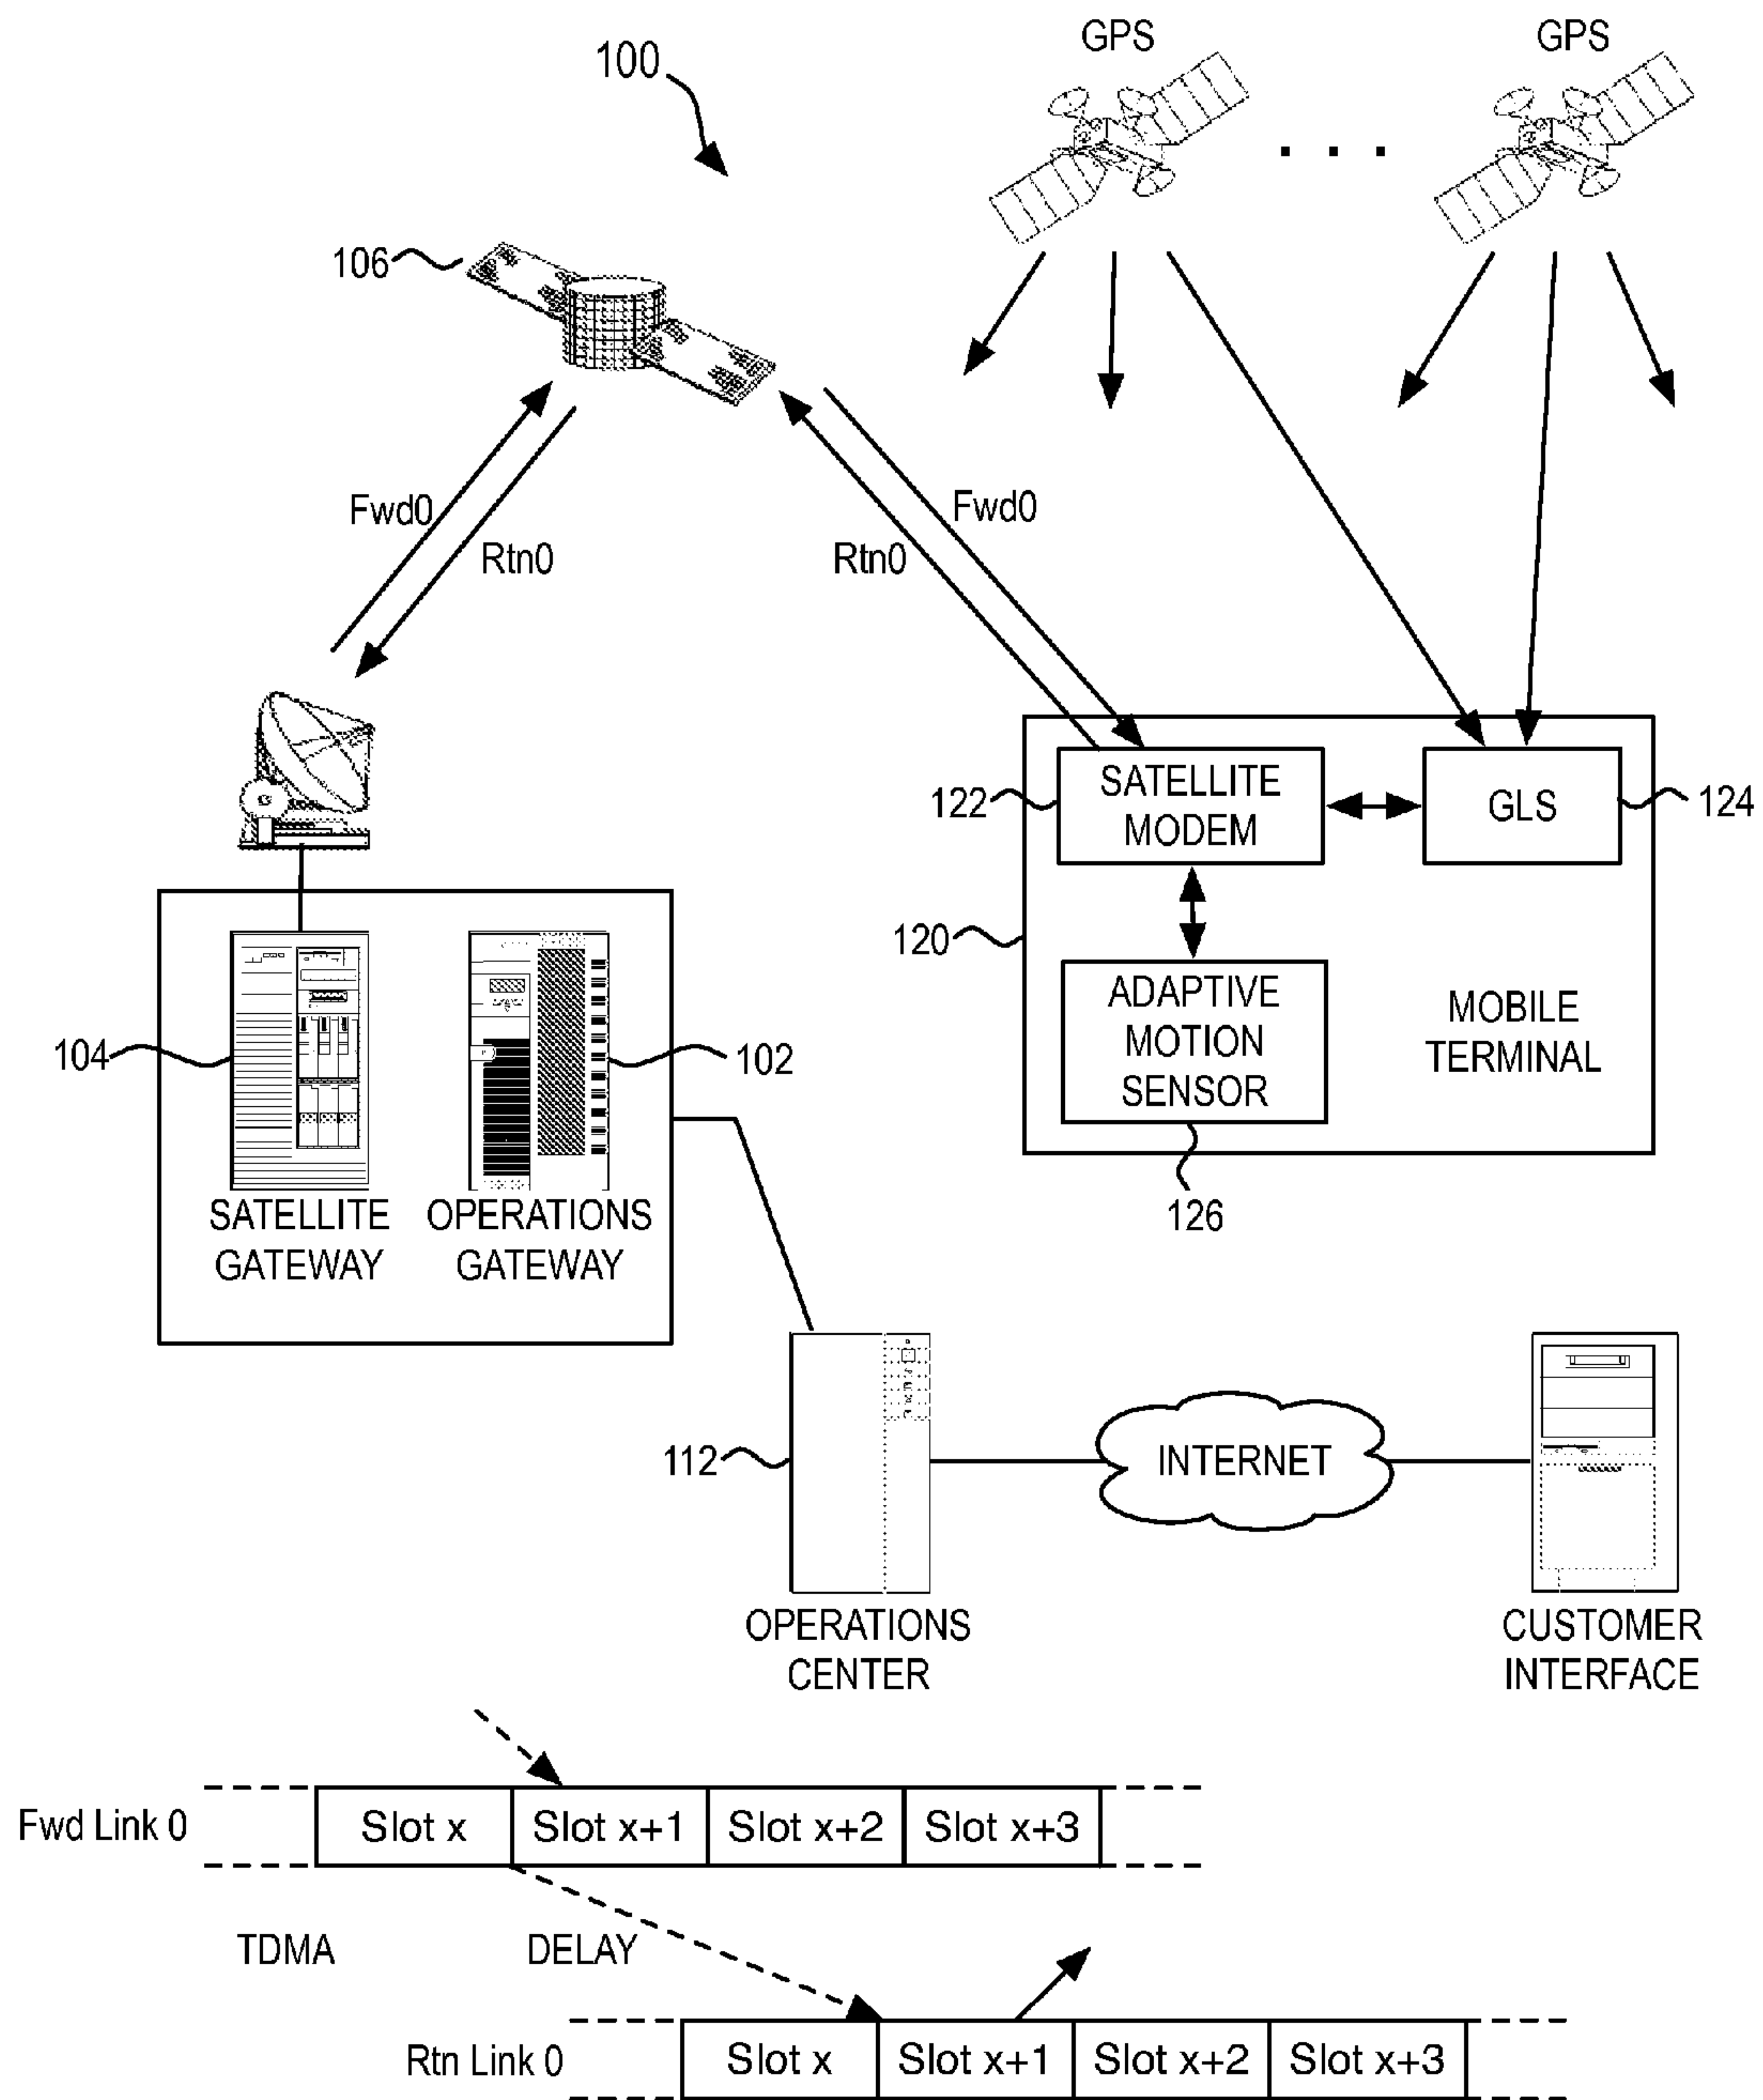 GPS
GPS
100
106
Fwd0
Rtn0
Fwd0
Rtn0
SATELLITE
MODEM
122
GLS
124
120
ADAPTIVE
MOTION
SENSOR
MOBILE
TERMINAL
126
104
102
SATELLITE
GATEWAY
OPERATIONS
GATEWAY
112
INTERNET
OPERATIONS
CENTER
CUSTOMER
INTERFACE
Fwd Link 0
Slot x
Slot x+1
Slot x+2
Slot x+3
TDMA
DELAY
Rtn Link 0
Slot x
Slot x+1
Slot x+2
Slot x+3